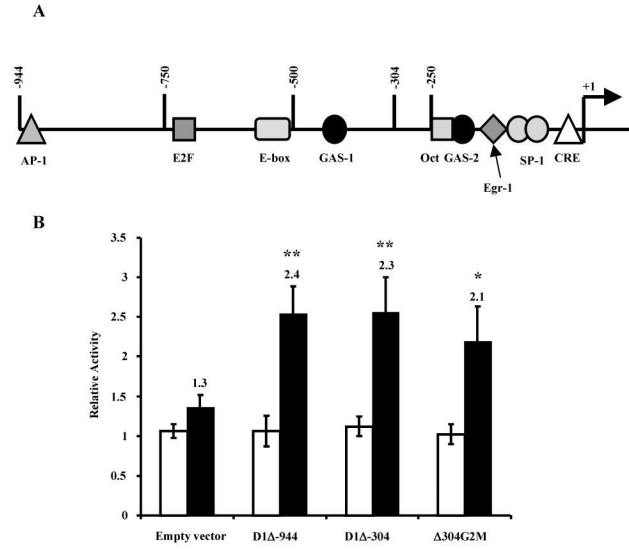 A
-944
-750
-500
-304
-250
+1
AP-1
E2F
E-box
GAS-1
Oct
GAS-2
SP-1
CRE
Egr-1
B
Relative Activity
3.5
3
2.5
2
1.5
1
0.5
0
1.3
**
2.4
**
2.3
*
2.1
Empty vector
D1Δ-944
D1Δ-304
Δ304G2M